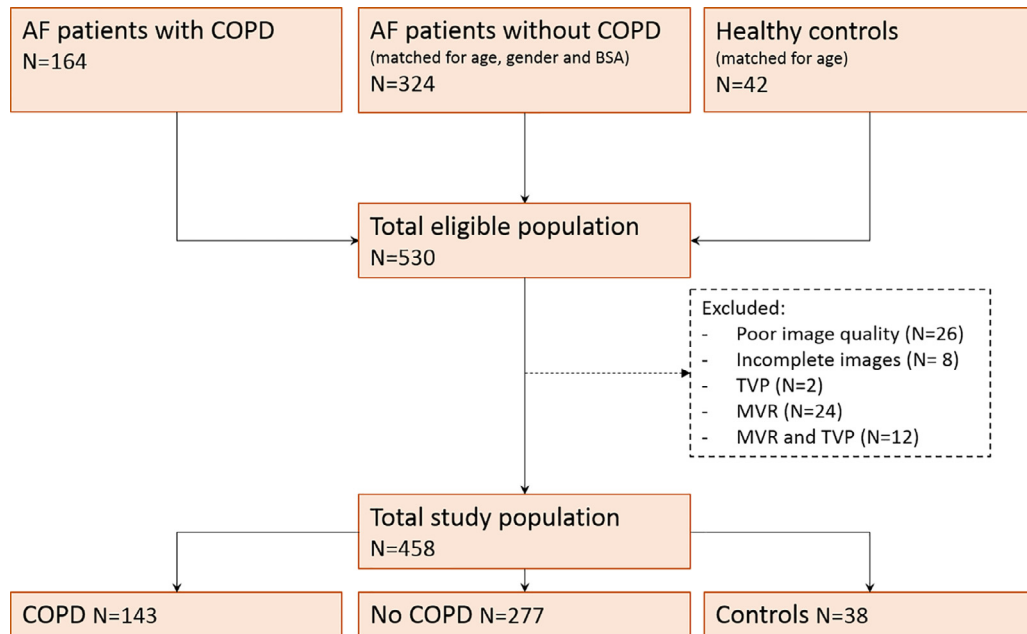 AF patients with COPD
N=164
AF patients without COPD
(matched for age, gender and BSA)
N=324
Healthy controls
(matched for age)
N=42
Total eligible population
N=530
Excluded:
- Poor image quality (N=26)
- Incomplete images (N= 8)
- TVP (N=2)
- MVR (N=24)
- MVR and TVP (N=12)
Total study population
N=458
COPD N=143
No COPD N=277
Controls N=38